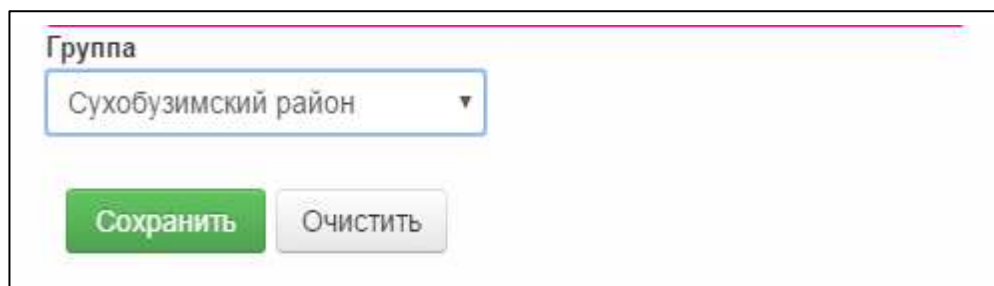 Группа
Сухобузимский район
Сохранить Очистить